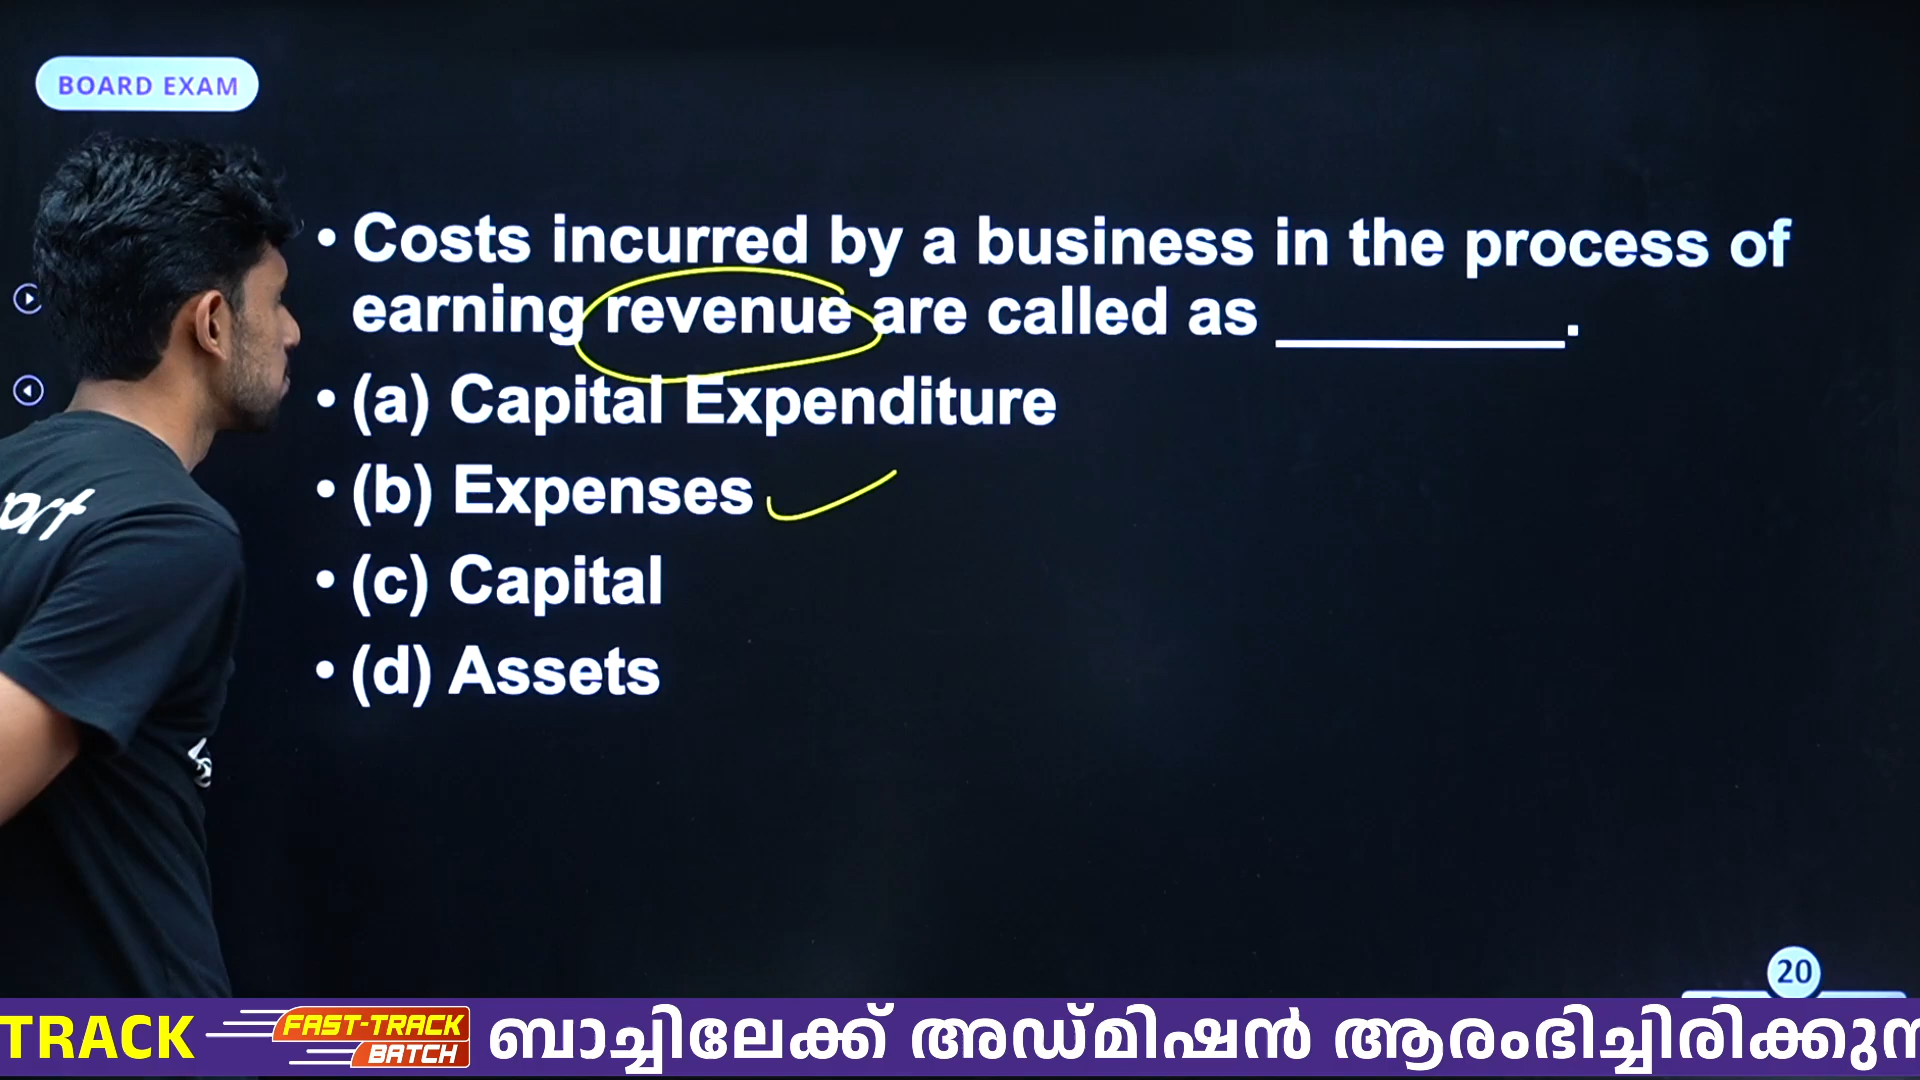 BOARD EXAM
• Costs incurred by a business in the process of
earning revenue are called as _________.
• (a) Capital Expenditure
• (b) Expenses
• (c) Capital
• (d) Assets
20
TRACK FAST-TRACK BATCH ബാച്ചിലേക്ക് അഡ്മിഷൻ ആരംഭിച്ചിരിക്കുന